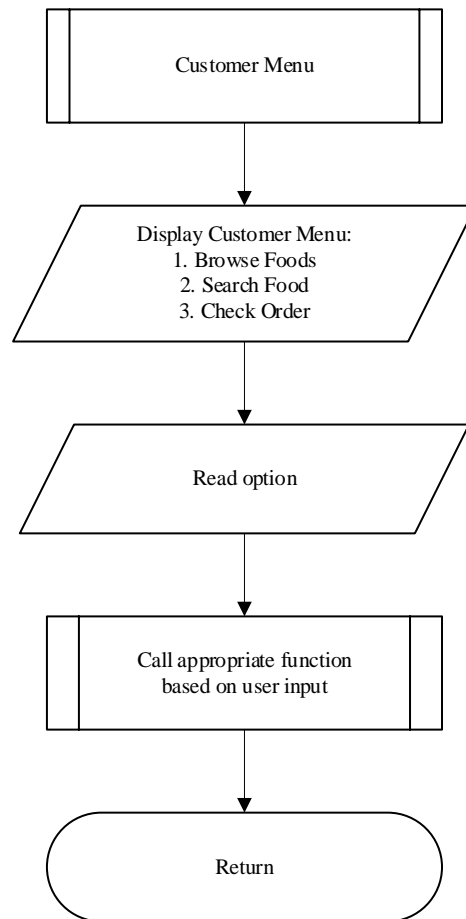 Customer Menu
Display Customer Menu:
1. Browse Foods
2. Search Food
3. Check Order
Read option
Call appropriate function
based on user input
Return